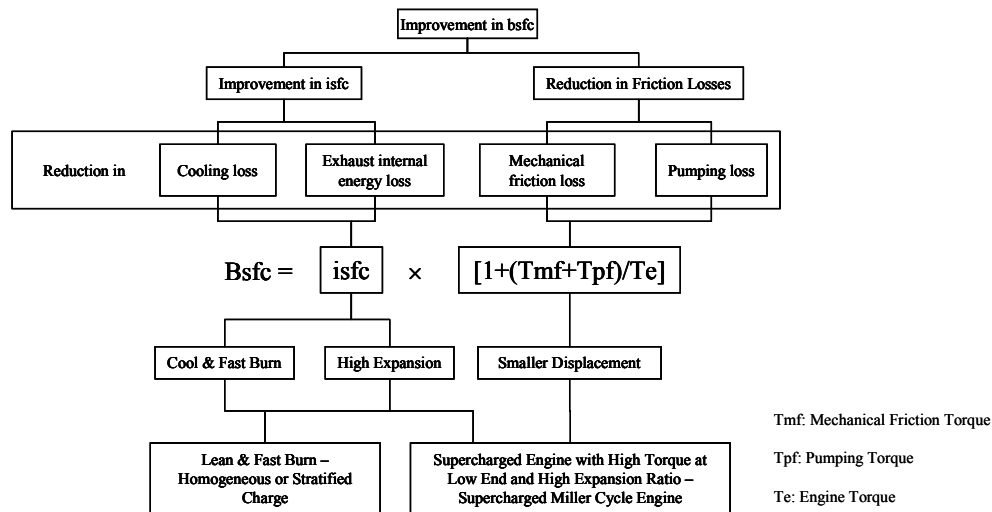 Improvement in bsfc
Improvement in isfc
Reduction in Friction Losses
Reduction in
Cooling loss
Exhaust internal
energy loss
Mechanical
friction loss
Pumping loss
Bsfc =
isfc
×
[1+(Tmf+Tpf)/Te]
Cool & Fast Burn
High Expansion
Smaller Displacement
Lean & Fast Burn –
Homogeneous or Stratified
Charge
Supercharged Engine with High Torque at
Low End and High Expansion Ratio –
Supercharged Miller Cycle Engine
Tmf: Mechanical Friction Torque
Tpf: Pumping Torque
Te: Engine Torque